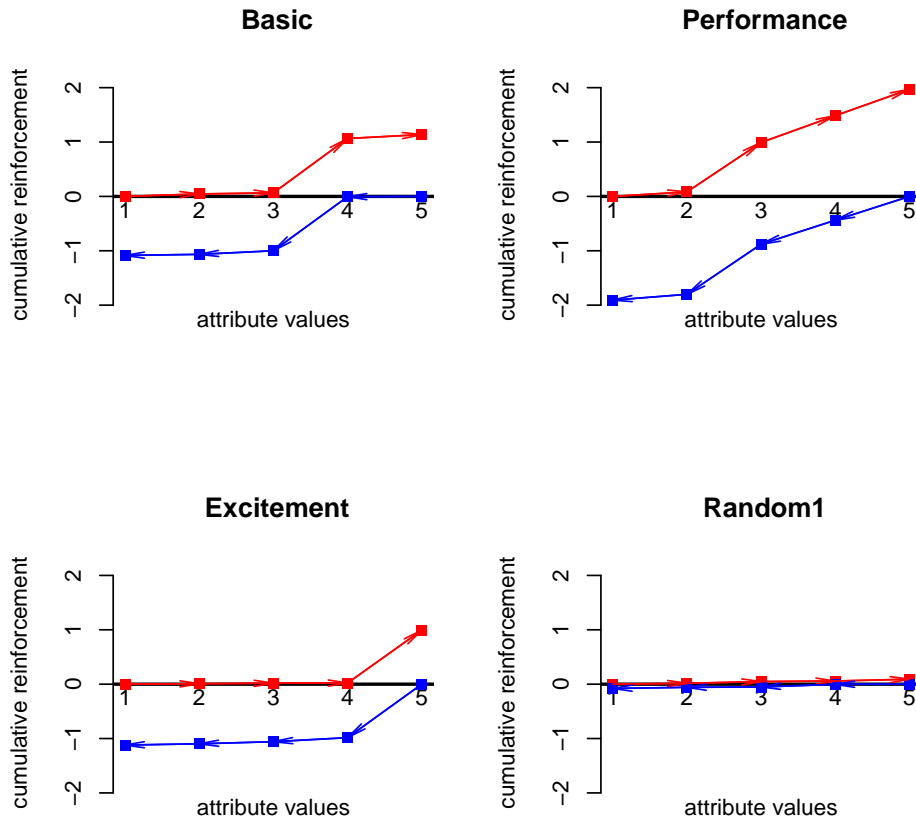 Basic
cumulative reinforcement
2
1
0
−1
−2
1 2 3 4 5
attribute values
Performance
cumulative reinforcement
2
1
0
−1
−2
1 2 3 4 5
attribute values
Excitement
cumulative reinforcement
2
1
0
−1
−2
1 2 3 4 5
attribute values
Random1
cumulative reinforcement
2
1
0
−1
−2
1 2 3 4 5
attribute values